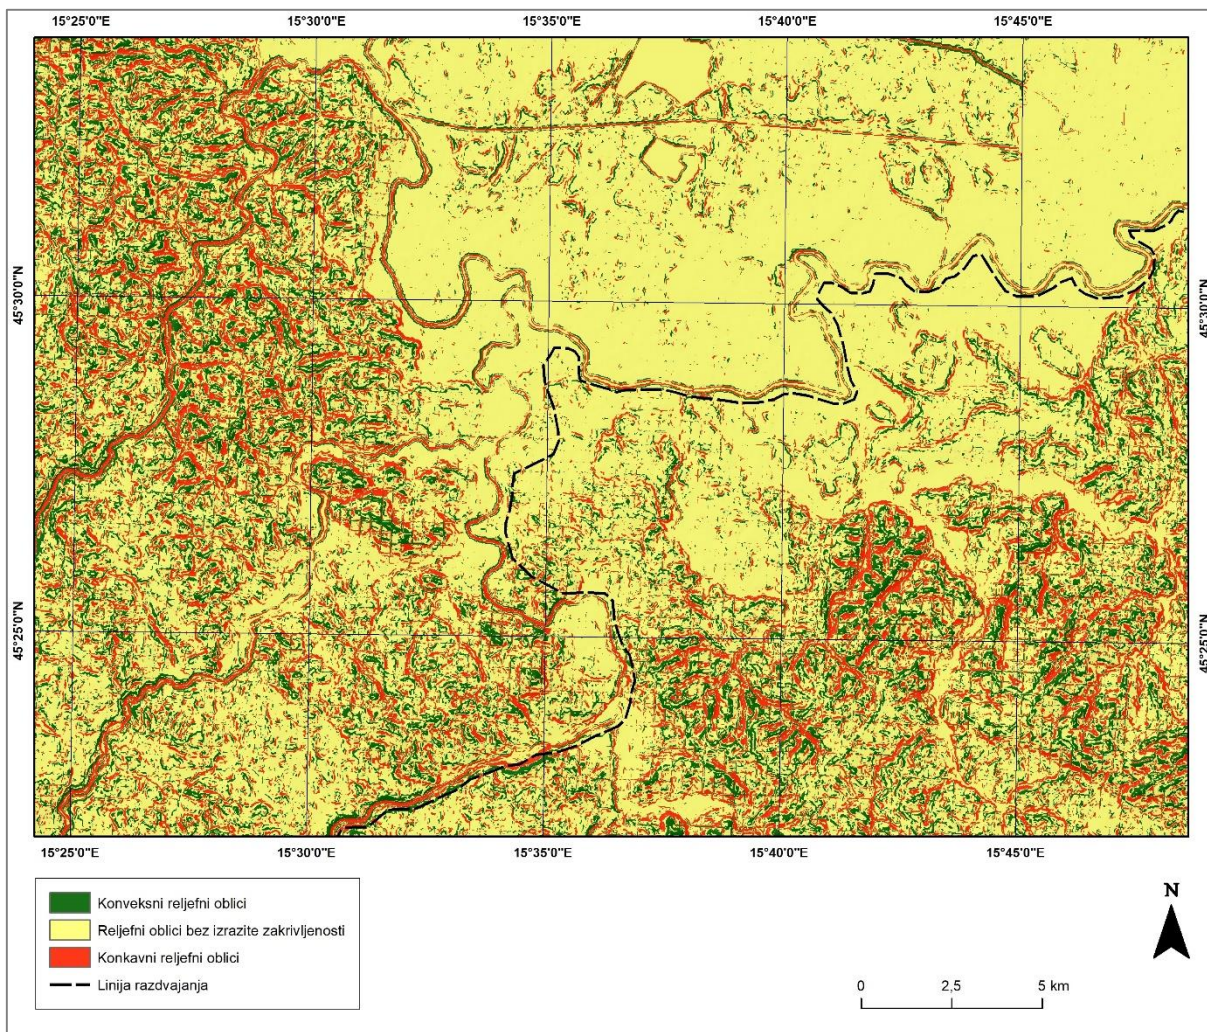 15°25'0"E 15°30'0"E 15°35'0"E 15°40'0"E 15°45'0"E
45°30'0"N 45°30'0"N
45°25'0"N 45°25'0"N
15°25'0"E 15°30'0"E 15°35'0"E 15°40'0"E 15°45'0"E
Konveksni reljefni oblici
Reljefni oblici bez izrazite zakrivljenosti
Konkavni reljefni oblici
Linija razdvajanja
N
0 2,5 5 km